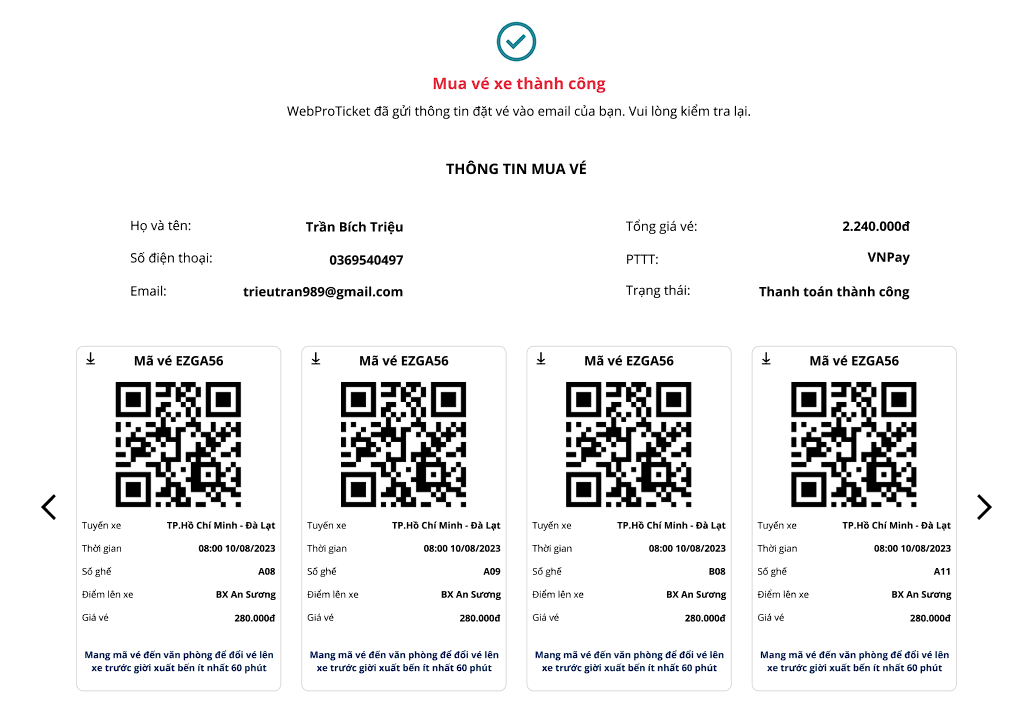 Mua vé xe thành công
WebProTicket đã gửi thông tin đặt vé vào email của bạn. Vui lòng kiểm tra lại.
THÔNG TIN MUA VÉ
Họ và tên: Trần Bích Triệu
Số điện thoại: 0369540497
Email: trieutran989@gmail.com
Tổng giá vé: 2.240.000đ
PTTT: VNPay
Trạng thái: Thanh toán thành công
Mã vé EZGA56
Tuyến xe TP.Hồ Chí Minh - Đà Lạt
Thời gian 08:00 10/08/2023
Số ghế A08
Điểm lên xe BX An Sương
Giá vé 280.000đ
Mang mã vé đến văn phòng để đổi vé lên
xe trước giời xuất bến ít nhất 60 phút
Mã vé EZGA56
Tuyến xe TP.Hồ Chí Minh - Đà Lạt
Thời gian 08:00 10/08/2023
Số ghế A09
Điểm lên xe BX An Sương
Giá vé 280.000đ
Mang mã vé đến văn phòng để đổi vé lên
xe trước giời xuất bến ít nhất 60 phút
Mã vé EZGA56
Tuyến xe TP.Hồ Chí Minh - Đà Lạt
Thời gian 08:00 10/08/2023
Số ghế B08
Điểm lên xe BX An Sương
Giá vé 280.000đ
Mang mã vé đến văn phòng để đổi vé lên
xe trước giời xuất bến ít nhất 60 phút
Mã vé EZGA56
Tuyến xe TP.Hồ Chí Minh - Đà Lạt
Thời gian 08:00 10/08/2023
Số ghế A11
Điểm lên xe BX An Sương
Giá vé 280.000đ
Mang mã vé đến văn phòng để đổi vé lên
xe trước giời xuất bến ít nhất 60 phút